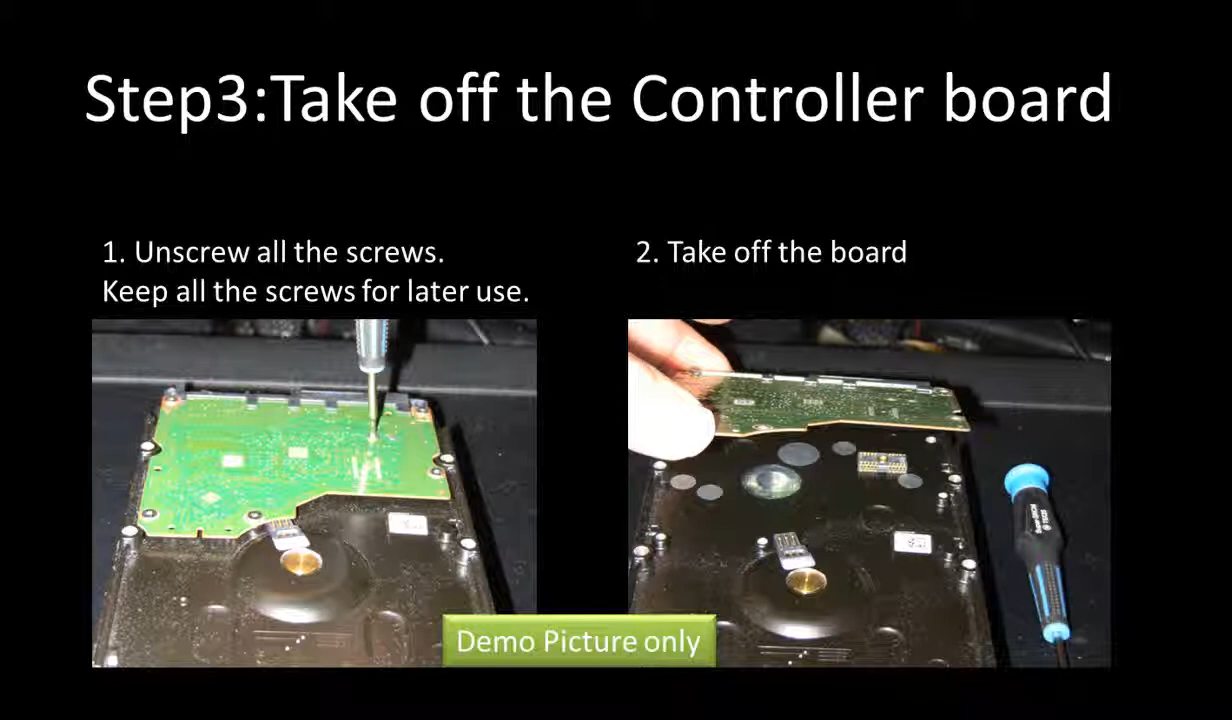 Step3:Take off the Controller board
1. Unscrew all the screws.
Keep all the screws for later use.
2. Take off the board
Demo Picture only